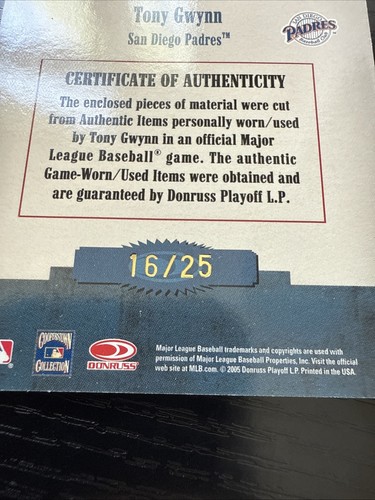 Tony Gwynn
San Diego Padres™
PADRES
CERTIFICATE OF AUTHENTICITY
The enclosed pieces of material were cut
from Authentic Items personally worn/used
by Tony Gwynn in an official Major
League Baseball® game. The authentic
Game-Worn/Used Items were obtained and
are guaranteed by Donruss Playoff L.P.
16/25
COOPERSTOWN
COLLECTION
DONRUSS
Major League Baseball trademarks and copyrights are used with
permission of Major League Baseball Properties, Inc. Visit the official
web site at MLB.com. © 2005 Donruss Playoff L.P. Printed in the USA.